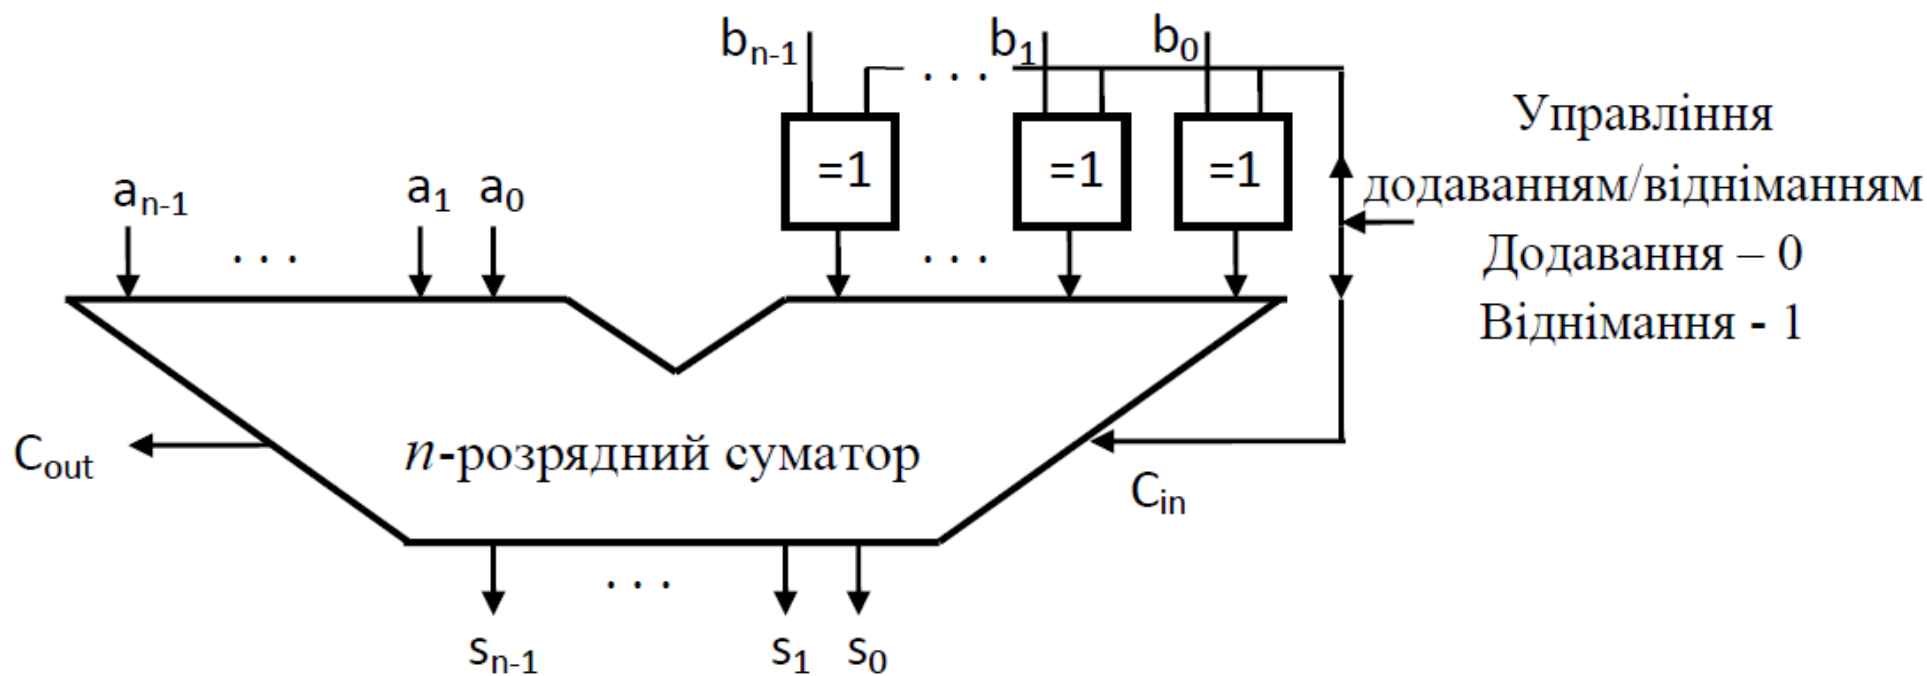 bn-1 . . . b1 b0
=1 =1 =1
Управління
додаванням/відніманням
Додавання – 0
Віднімання - 1
an-1 . . . a1 a0
. . .
Cout
n-розрядний суматор
Cin
sn-1 . . . s1 s0